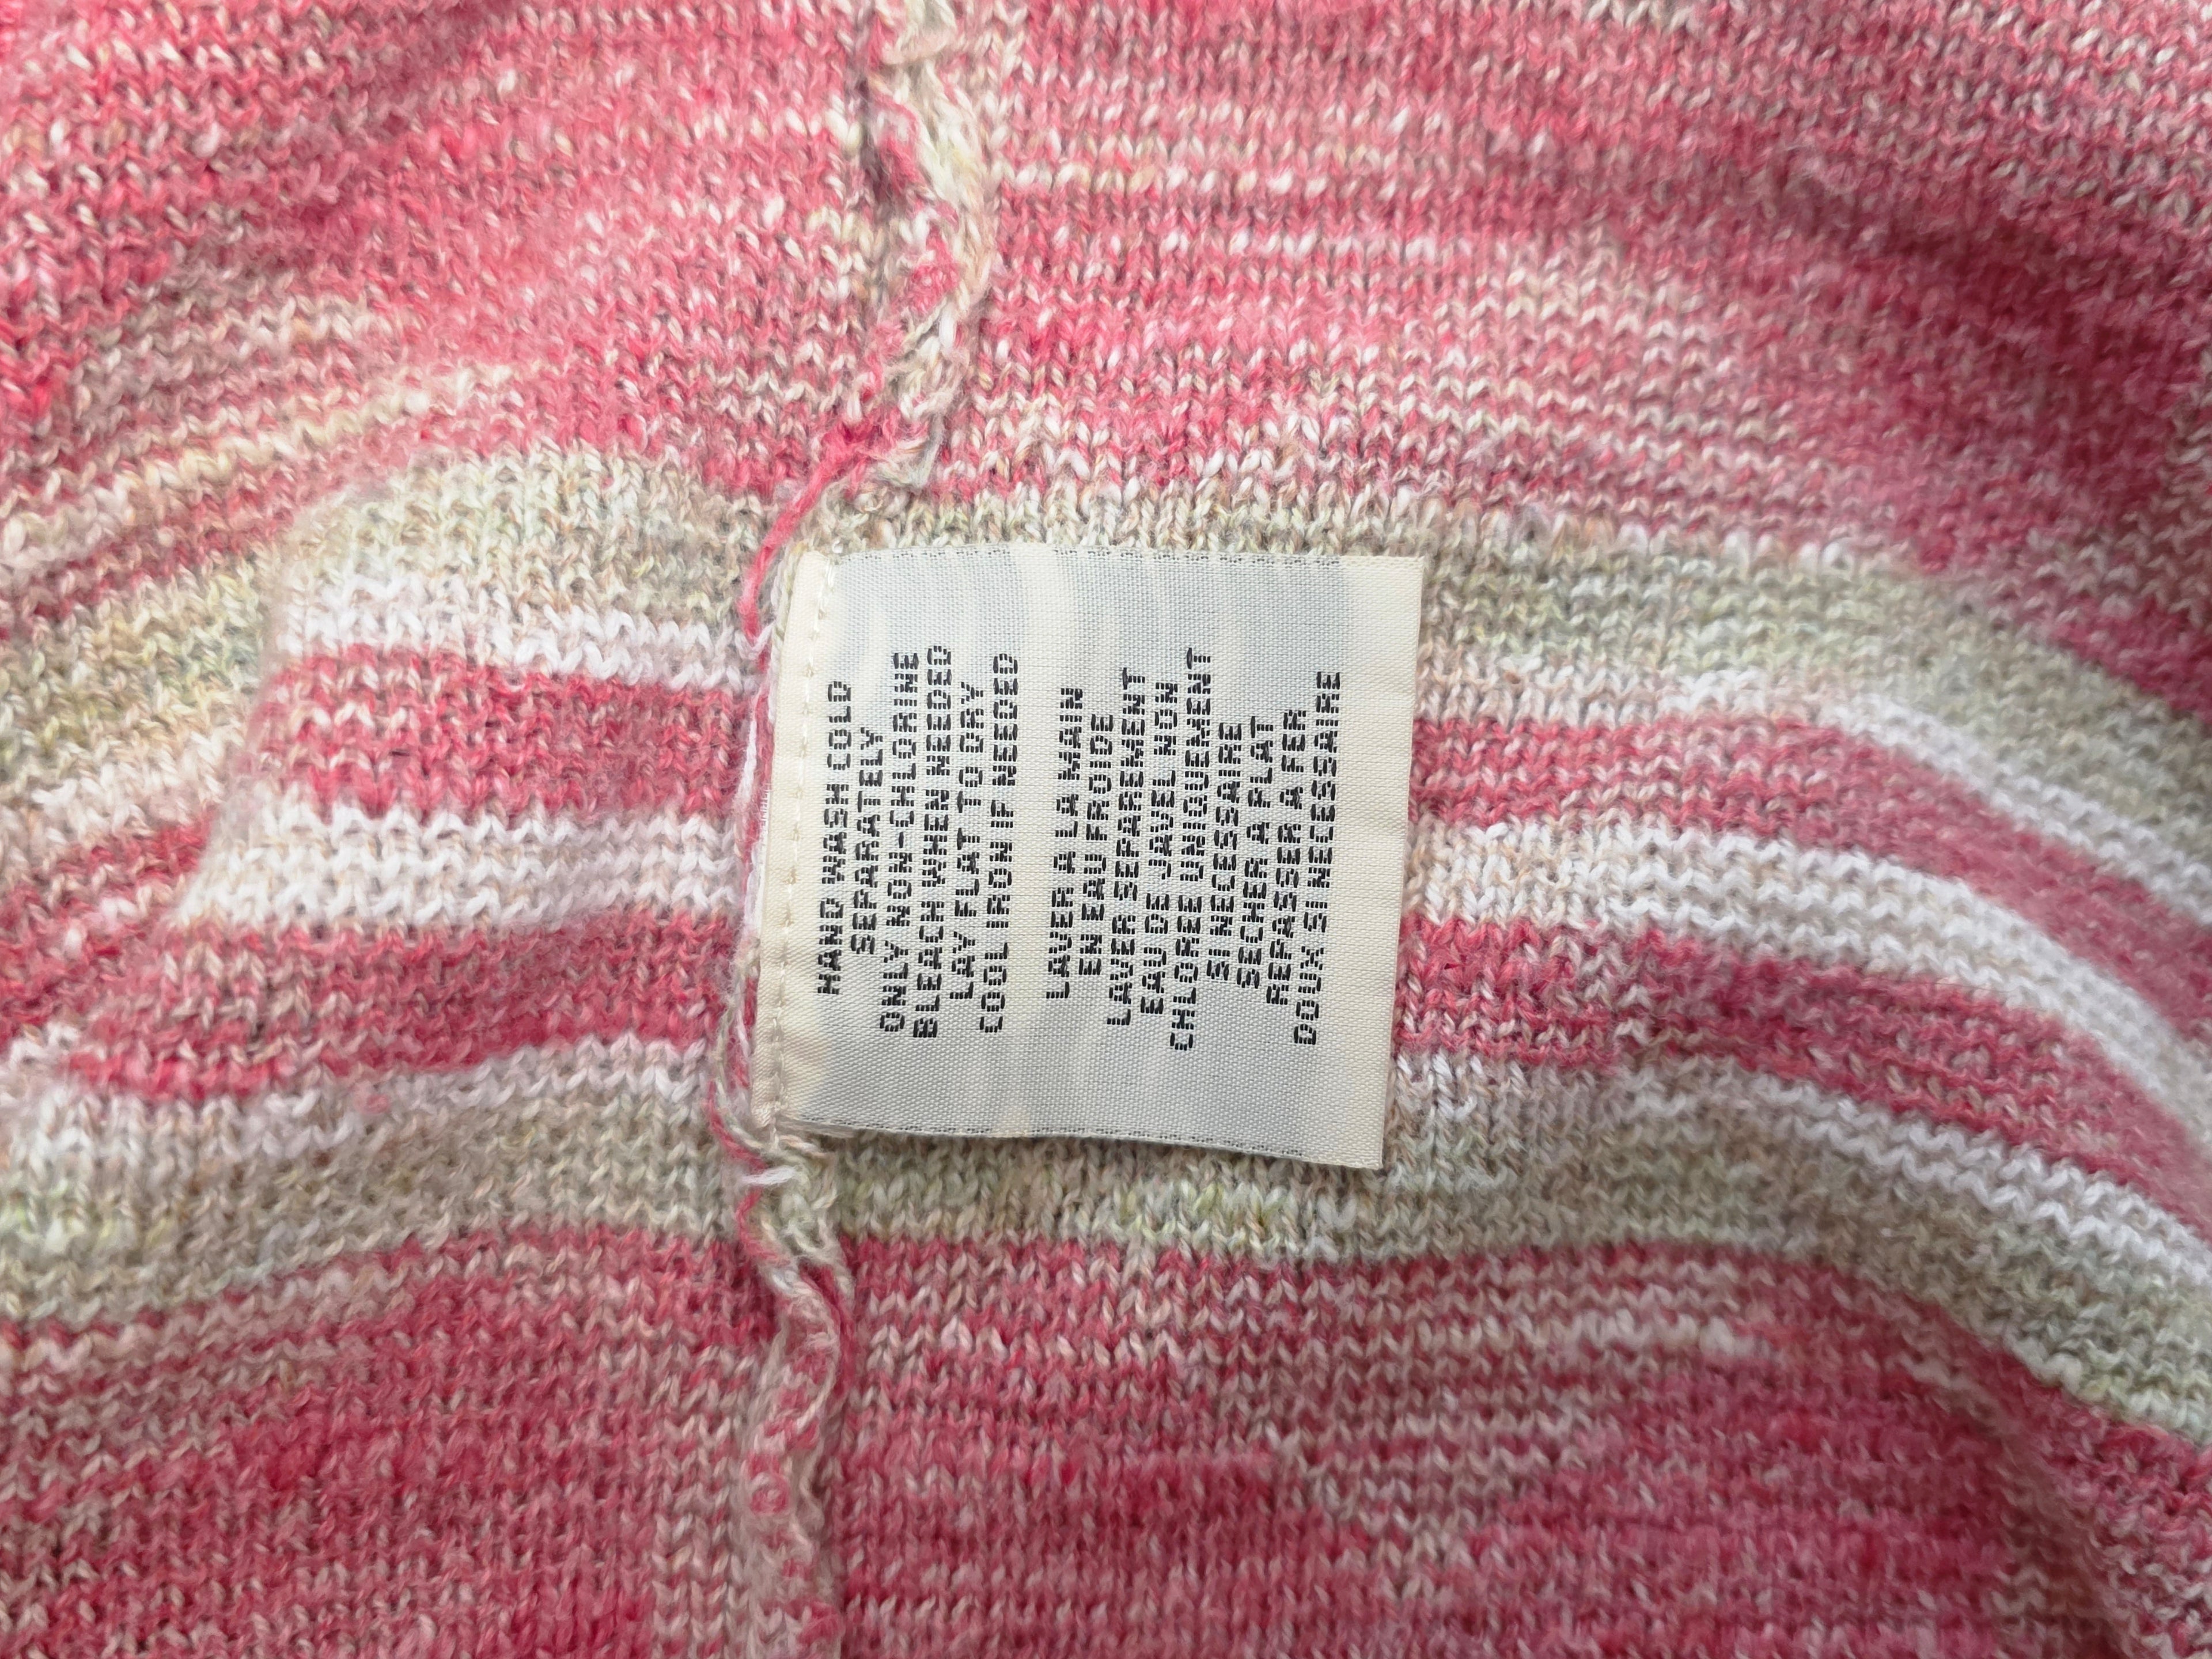 HAND WASH COLD
SEPARATELY
ONLY NON-CHLORINE
BLEACH WHEN NEEDED
LAY FLAT TO DRY
COOL IRON IF NEEDED
LAVER A LA MAIN
EN EAU FROIDE
LAVER SEPAREMENT
EAU DE JAVEL NON
CHLOREE UNIQUEMENT
SI NECESSAIRE
SECHER A PLAT
REPASSER A FER
DOUX SI NECESSAIRE